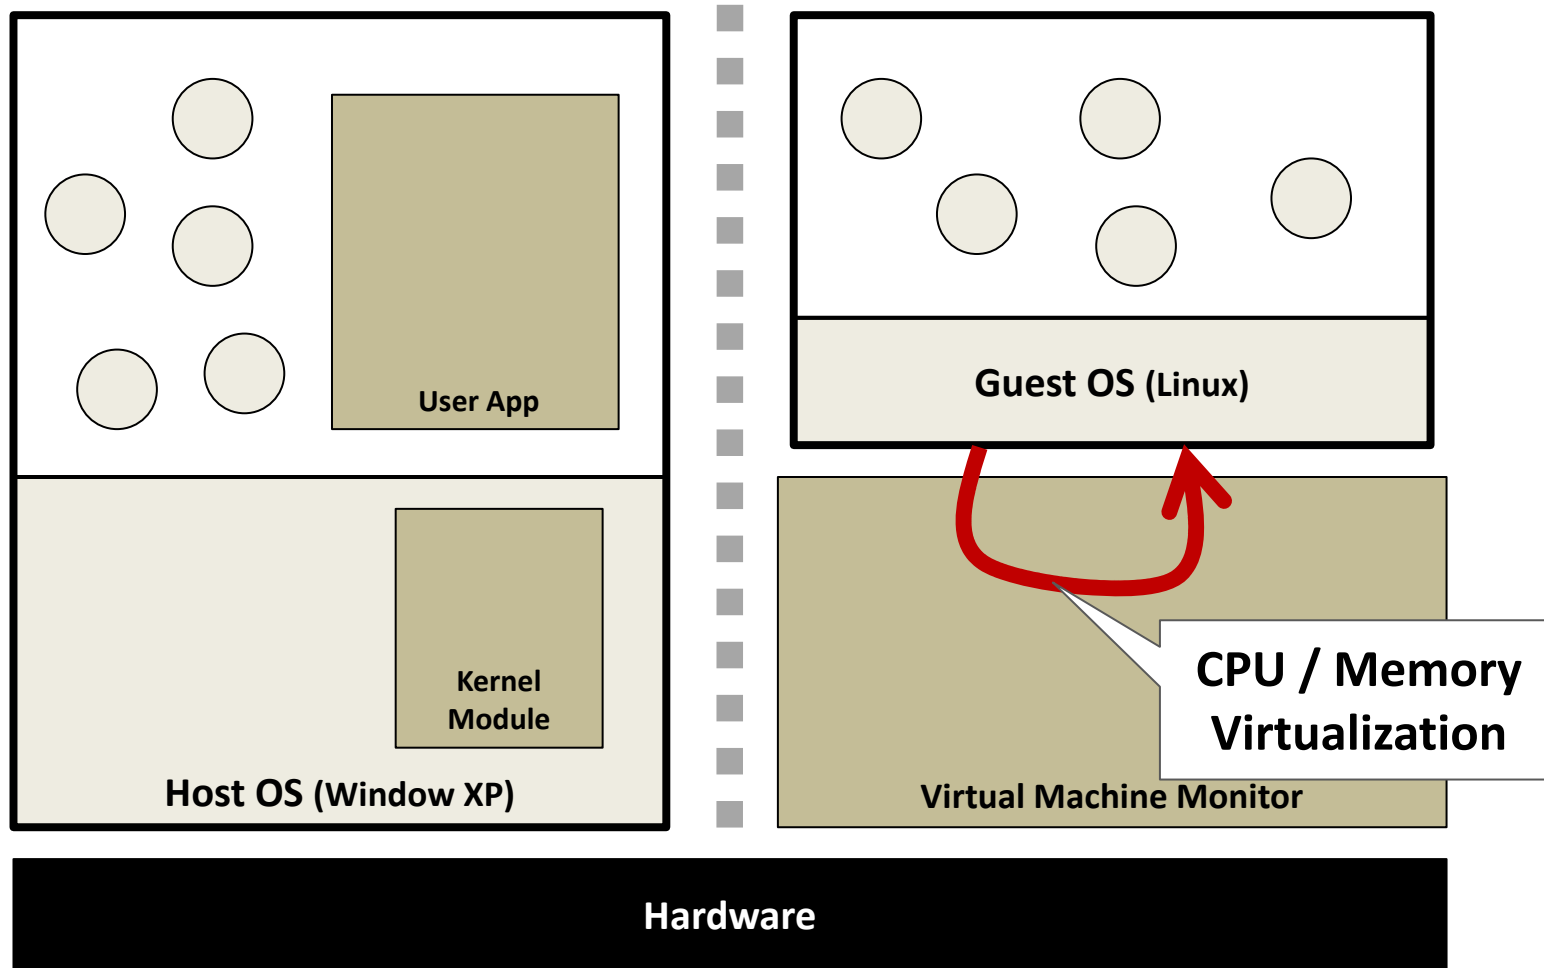 User App
Kernel
Module
Host OS (Window XP)
Guest OS (Linux)
CPU / Memory
Virtualization
Virtual Machine Monitor
Hardware